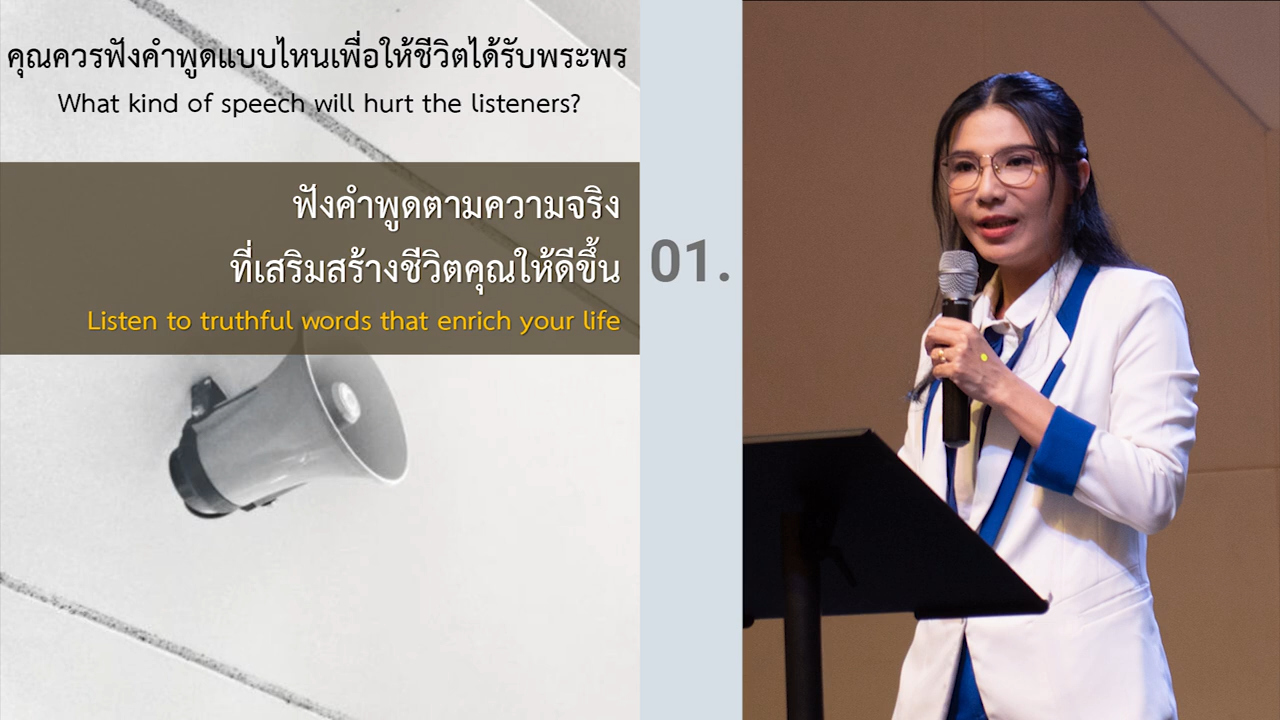 คุณควรฟังคำพูดแบบไหนเพื่อให้ชีวิตได้รับพระพร
What kind of speech will hurt the listeners?
ฟังคำพูดตามความจริง
ที่เสริมสร้างชีวิตคุณให้ดีขึ้น
Listen to truthful words that enrich your life
01.